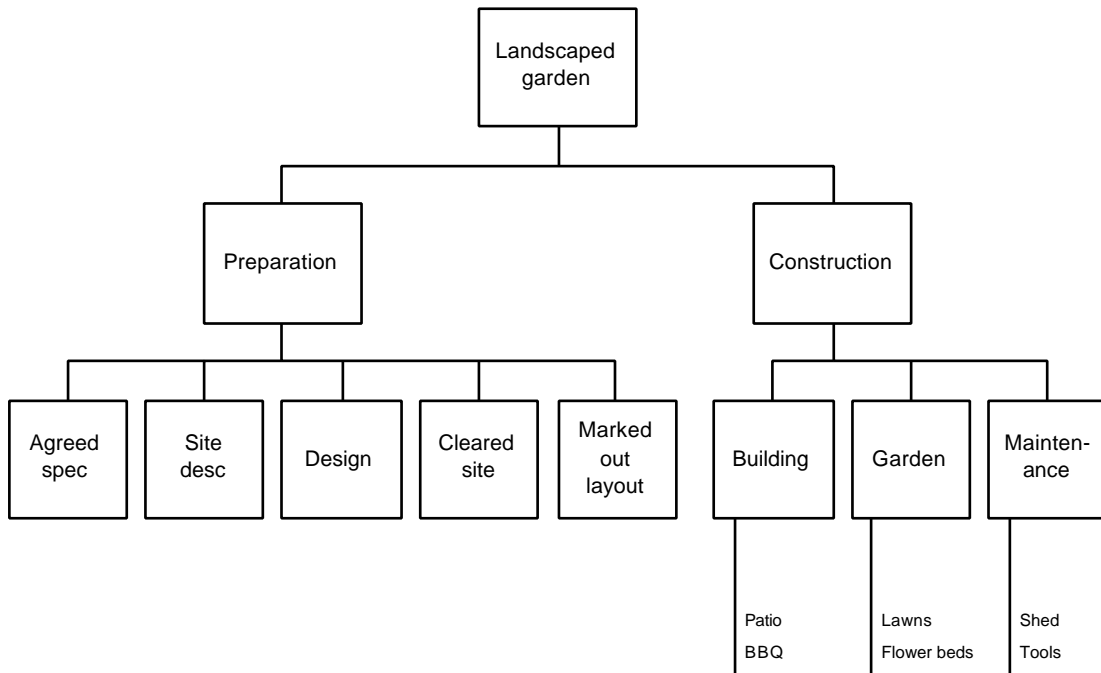 Landscaped
garden
Preparation
Construction
Agreed
spec
Site
desc
Design
Cleared
site
Marked
out
layout
Building
Garden
Mainten-
ance
Patio
BBQ
Lawns
Flower beds
Shed
Tools